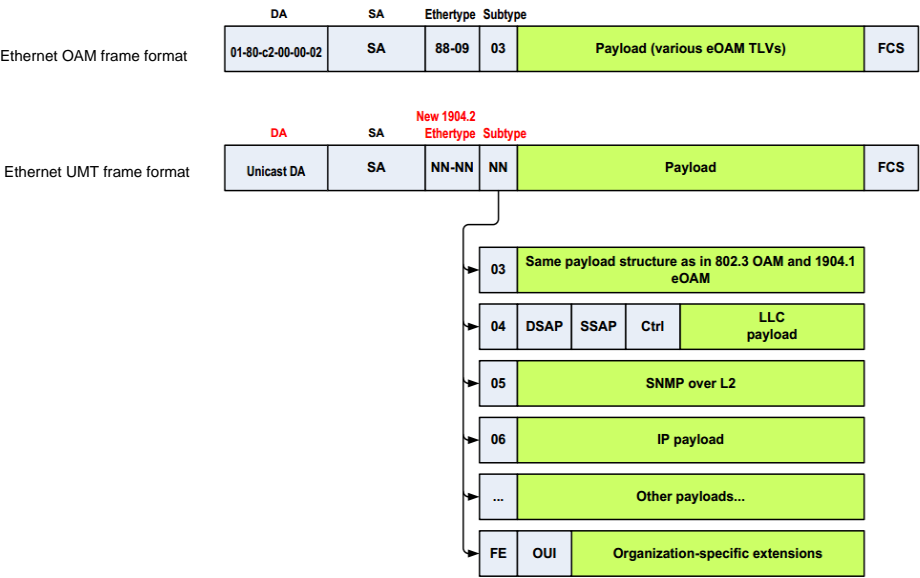 DA SA Ethertype Subtype
Ethernet OAM frame format 01-80-c2-00-00-02 SA 88-09 03 Payload (various eOAM TLVs) FCS
New 1904.2
DA SA Ethertype Subtype
Ethernet UMT frame format Unicast DA SA NN-NN NN Payload FCS
03 Same payload structure as in 802.3 OAM and 1904.1
eOAM
04 DSAP SSAP Ctrl LLC
payload
05 SNMP over L2
06 IP payload
... Other payloads...
FE OUI Organization-specific extensions